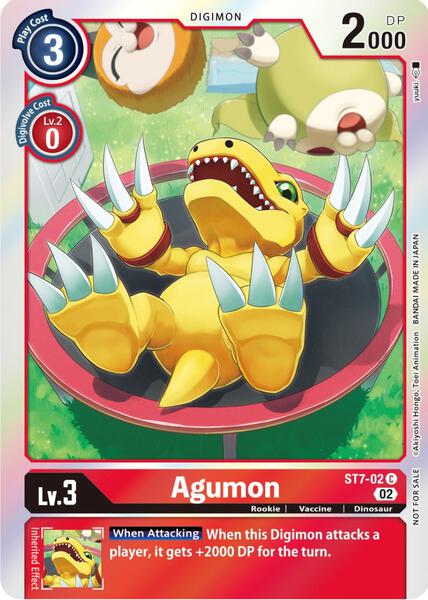 DIGIMON
Play Cost
3
2000
DP
Digivolve Cost
Lv.2
0
yuuki
©Akiyoshi Hongo, Toei Animation BANDAI MADE IN JAPAN
NOT FOR SALE
Lv.3
Agumon
ST7-02 C
02
Rookie | Vaccine | Dinosaur
Inherited Effect
When Attacking When this Digimon attacks a
player, it gets +2000 DP for the turn.